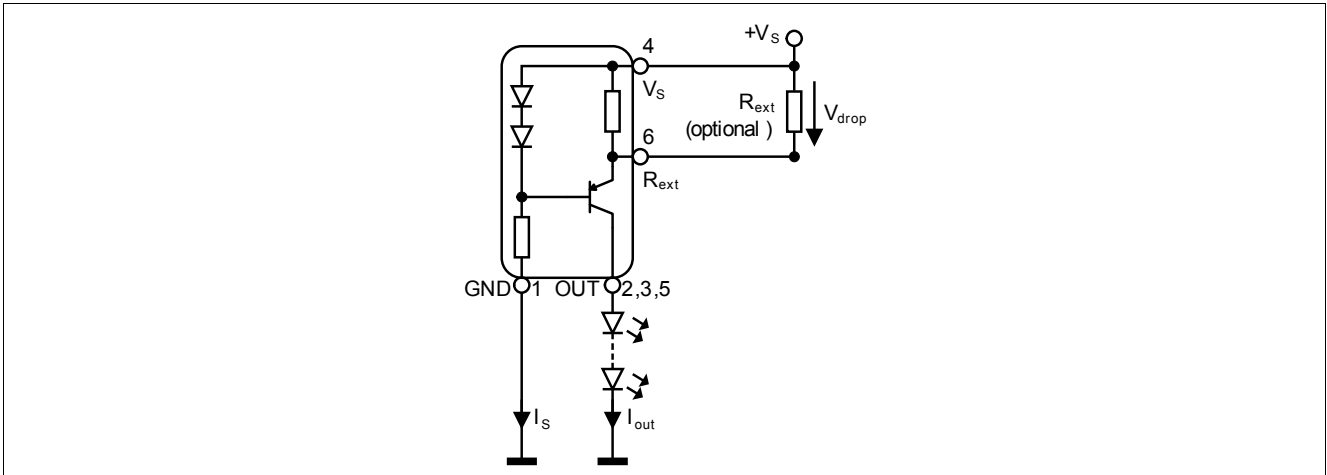 +VS
4
VS
Rext
(optional )
Vdrop
6
Rext
GND 1 OUT 2,3,5
IS
Iout